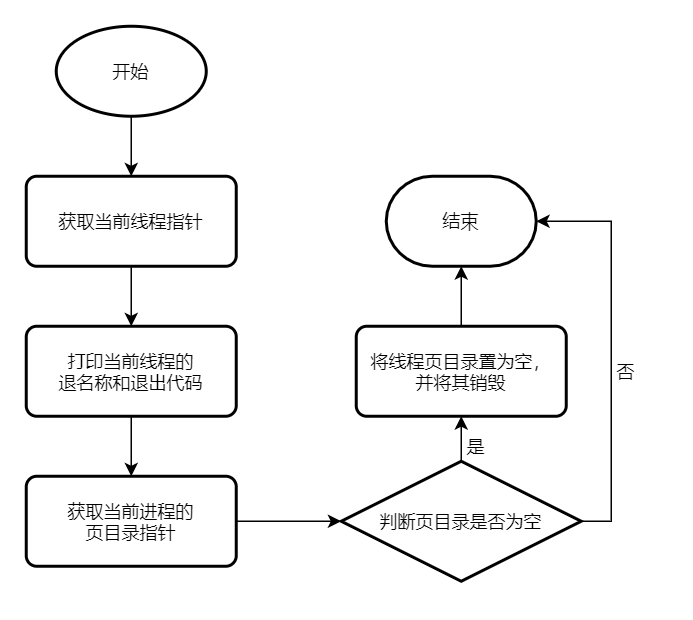 开始
获取当前线程指针
打印当前线程的
退名称和退出代码
获取当前进程的
页目录指针
判断页目录是否为空
是
否
将线程页目录置为空，
并将其销毁
结束